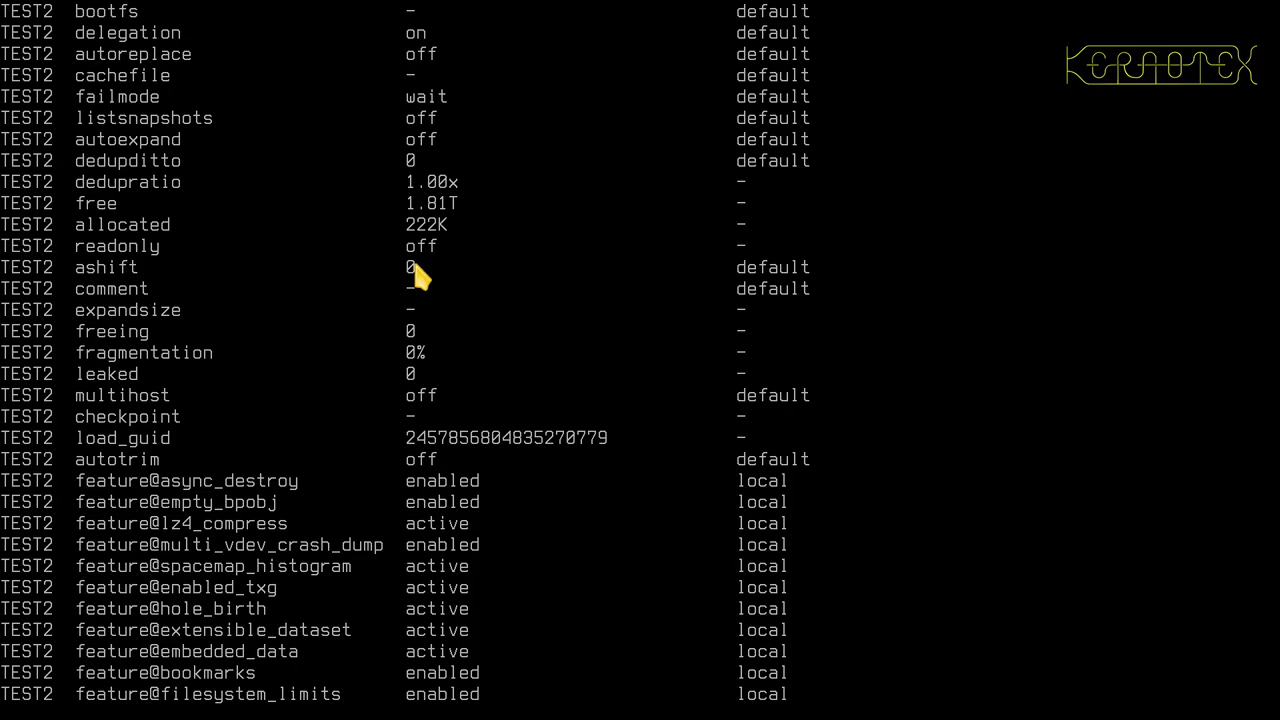 TEST2 bootfs - default
TEST2 delegation on default
KERNOTEX
TEST2 autoreplace off default
TEST2 cachefile - default
TEST2 failmode wait default
TEST2 listsnapshots off default
TEST2 autoexpand off default
TEST2 dedupditto 0 default
TEST2 dedupratio 1.00x -
TEST2 free 1.81T -
TEST2 allocated 222K -
TEST2 readonly off -
TEST2 ashift 0 default
TEST2 comment - default
TEST2 expandsize - -
TEST2 freeing 0 -
TEST2 fragmentation 0% -
TEST2 leaked 0 -
TEST2 multihost off default
TEST2 checkpoint - -
TEST2 load_guid 2457856804835270779 -
TEST2 autotrim off default
TEST2 feature@async_destroy enabled local
TEST2 feature@empty_bpobj enabled local
TEST2 feature@lz4_compress active local
TEST2 feature@multi_vdev_crash_dump enabled local
TEST2 feature@spacemap_histogram active local
TEST2 feature@enabled_txg active local
TEST2 feature@hole_birth active local
TEST2 feature@extensible_dataset active local
TEST2 feature@embedded_data active local
TEST2 feature@bookmarks enabled local
TEST2 feature@filesystem_limits enabled local